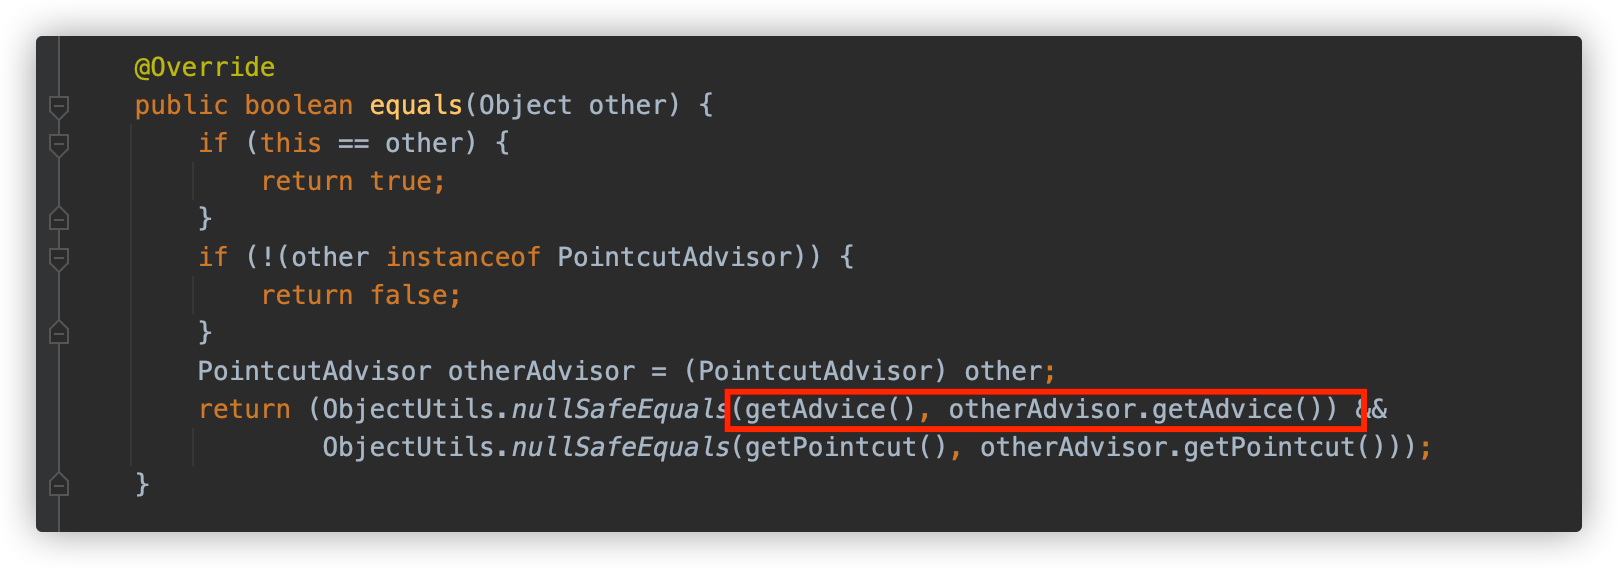 @Override
public boolean equals(Object other) {
if (this == other) {
return true;
}
if (!(other instanceof PointcutAdvisor)) {
return false;
}
PointcutAdvisor otherAdvisor = (PointcutAdvisor) other;
return (ObjectUtils.nullSafeEquals(getAdvice(), otherAdvisor.getAdvice()) &&
ObjectUtils.nullSafeEquals(getPointcut(), otherAdvisor.getPointcut()));
}